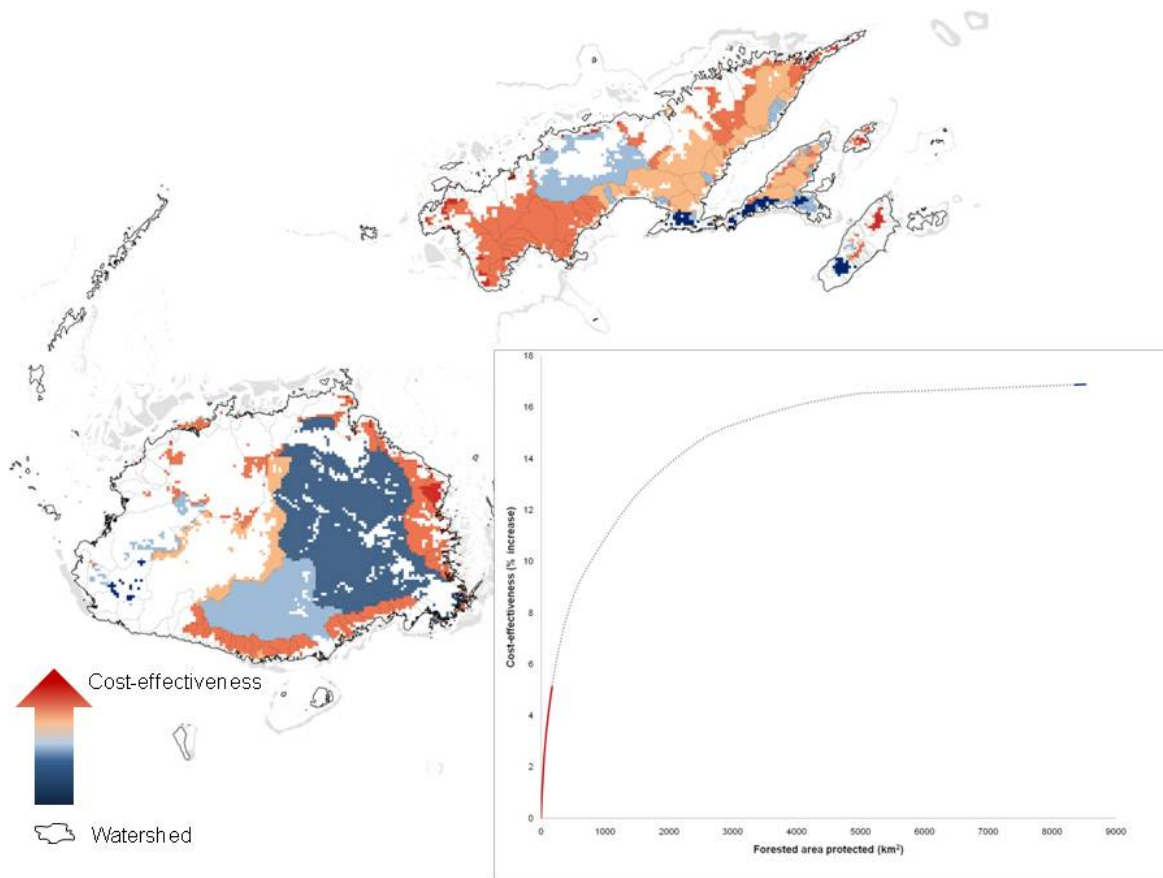 18
16
14
12
10
8
6
4
2
0
Cost-effectiveness (% increase)
0 1000 2000 3000 4000 5000 6000 7000 8000 9000
Forested area protected (km²)
Cost-effectiveness
Watershed